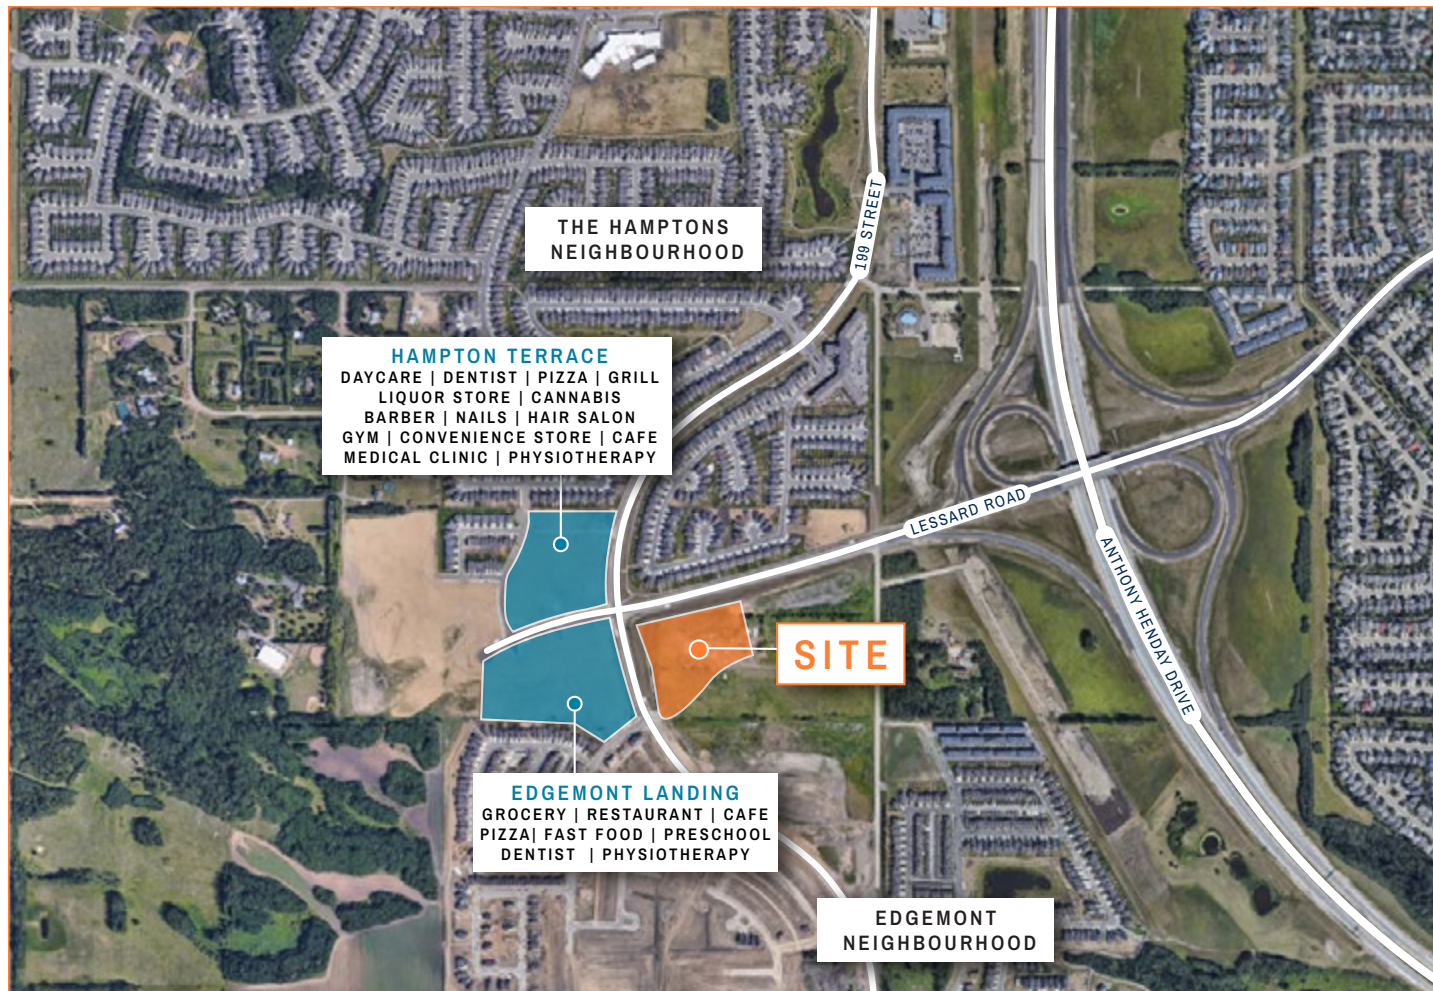 THE HAMPTONS
NEIGHBOURHOOD
199 STREET
HAMPTON TERRACE
DAYCARE | DENTIST | PIZZA | GRILL
LIQUOR STORE | CANNABIS
BARBER | NAILS | HAIR SALON
GYM | CONVENIENCE STORE | CAFE
MEDICAL CLINIC | PHYSIOTHERAPY
LESSARD ROAD
ANTHONY HENDAY DRIVE
SITE
EDGEMONT LANDING
GROCERY | RESTAURANT | CAFE
PIZZA| FAST FOOD | PRESCHOOL
DENTIST | PHYSIOTHERAPY
EDGEMONT
NEIGHBOURHOOD